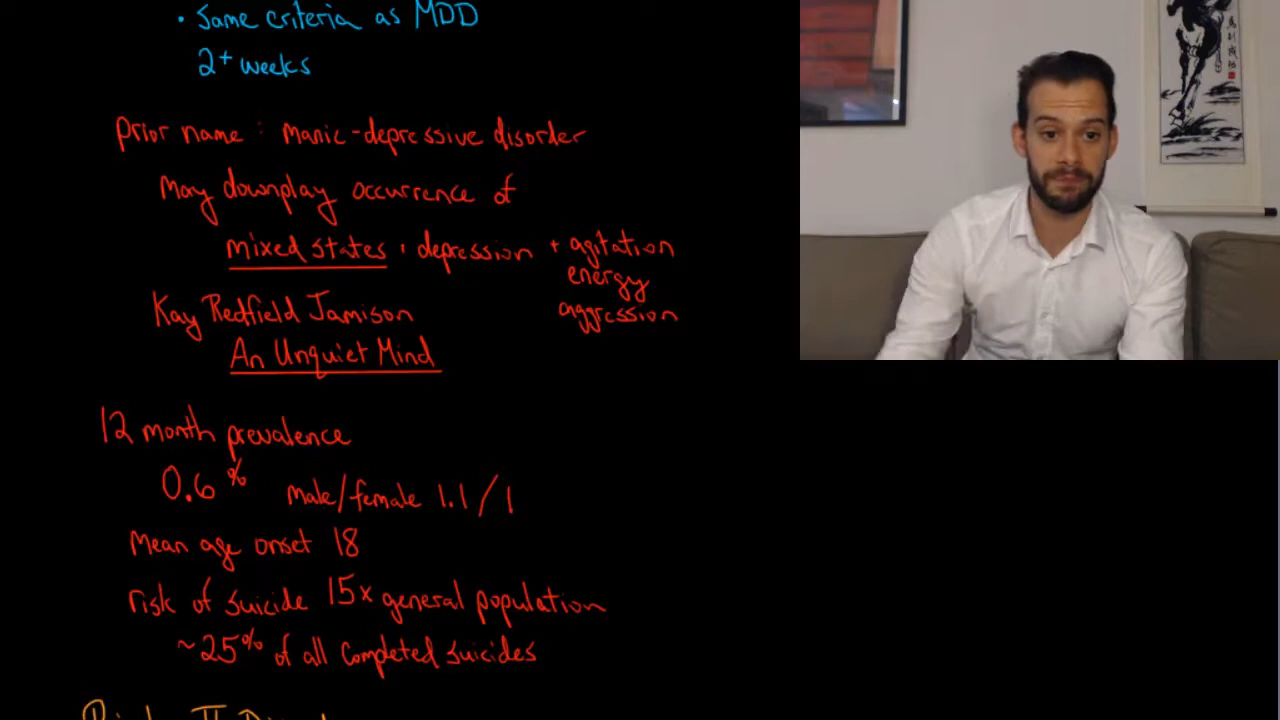 • Same criteria as MDD
2+ weeks
Prior name: manic-depressive disorder
May downplay occurrence of
mixed states: depression + agitation
energy
aggression
Kay Redfield Jamison
An Unquiet Mind
12 month prevalence
0.6% male/female 1.1/1
Mean age onset 18
risk of suicide 15x general population
~25% of all completed suicides